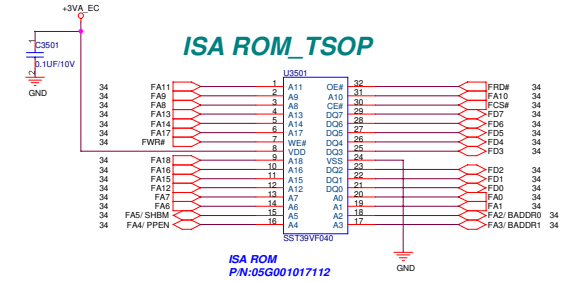 +3VA_EC
ISA ROM_TSOP
1
C3501
0.1UF/10V
2
GND
U3501
34 FA11 1 A11 OE# 32 FRD# 34
34 FA9 2 A9 A10 31 FA10 34
34 FA8 3 A8 CE# 30 FCS# 34
34 FA13 4 A13 DQ7 29 FD7 34
34 FA14 5 A14 DQ6 28 FD6 34
34 FA17 6 A17 DQ5 27 FD5 34
34 FWR# 7 WE# DQ4 26 FD4 34
8 VDD DQ3 25 FD3 34
34 FA18 9 A18 VSS 24
34 FA16 10 A16 DQ2 23 FD2 34
34 FA15 11 A15 DQ1 22 FD1 34
34 FA12 12 A12 DQ0 21 FD0 34
34 FA7 13 A7 A0 20 FA0 34
34 FA6 14 A6 A1 19 FA1 34
34 FA5/ SHBM 15 A5 A2 18 FA2/ BADDR0 34
34 FA4/ PPEN 16 A4 A3 17 FA3/ BADDR1 34
SST39VF040
ISA ROM
P/N:05G001017112
GND